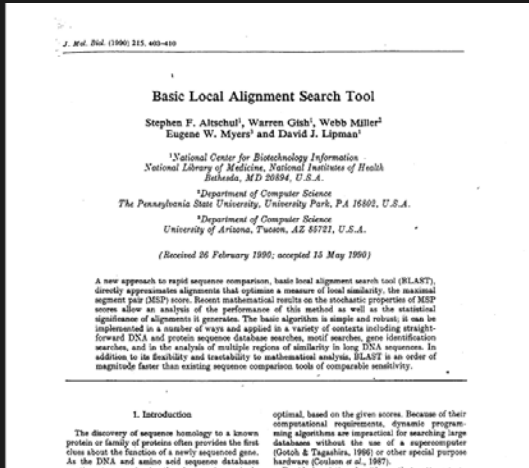 J. Mol. Biol. (1990) 215, 403–410
Basic Local Alignment Search Tool
Stephen F. Altschul¹, Warren Gish¹, Webb Miller²
Eugene W. Myers³ and David J. Lipman¹
¹National Center for Biotechnology Information
National Library of Medicine, National Institutes of Health
Bethesda, MD 20894, U.S.A.
²Department of Computer Science
The Pennsylvania State University, University Park, PA 16802, U.S.A.
³Department of Computer Science
University of Arizona, Tucson, AZ 85721, U.S.A.
(Received 26 February 1990; accepted 15 May 1990)
A new approach to rapid sequence comparison, basic local alignment search tool (BLAST),
directly approximates alignments that optimize a measure of local similarity, the maximal
segment pair (MSP) score. Recent mathematical results on the stochastic properties of MSP
scores allow an analysis of the performance of this method as well as the statistical
significance of alignments it generates. The basic algorithm is simple and robust; it can be
implemented in a number of ways and applied in a variety of contexts including straight-
forward DNA and protein sequence database searches, motif searches, gene identification
searches, and in the analysis of multiple regions of similarity in long DNA sequences. In
addition to its flexibility and tractability to mathematical analysis, BLAST is an order of
magnitude faster than existing sequence comparison tools of comparable sensitivity.
1. Introduction
The discovery of sequence homology to a known
protein or family of proteins often provides the first
clues about the function of a newly sequenced gene.
As the DNA and amino acid sequence databases
optimal, based on the given scores. Because of their
computational requirements, dynamic program-
ming algorithms are impractical for searching large
databases without the use of a supercomputer
(Gotoh & Tagashira, 1986) or other special purpose
hardware (Coulson et al., 1987).